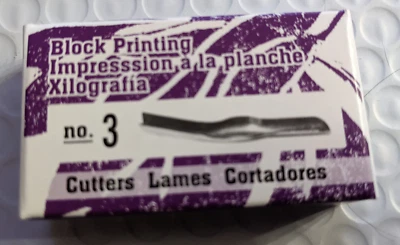 Block Printing
Impresssion à la planche
Xilografía
no. 3
Cutters Lames Cortadores